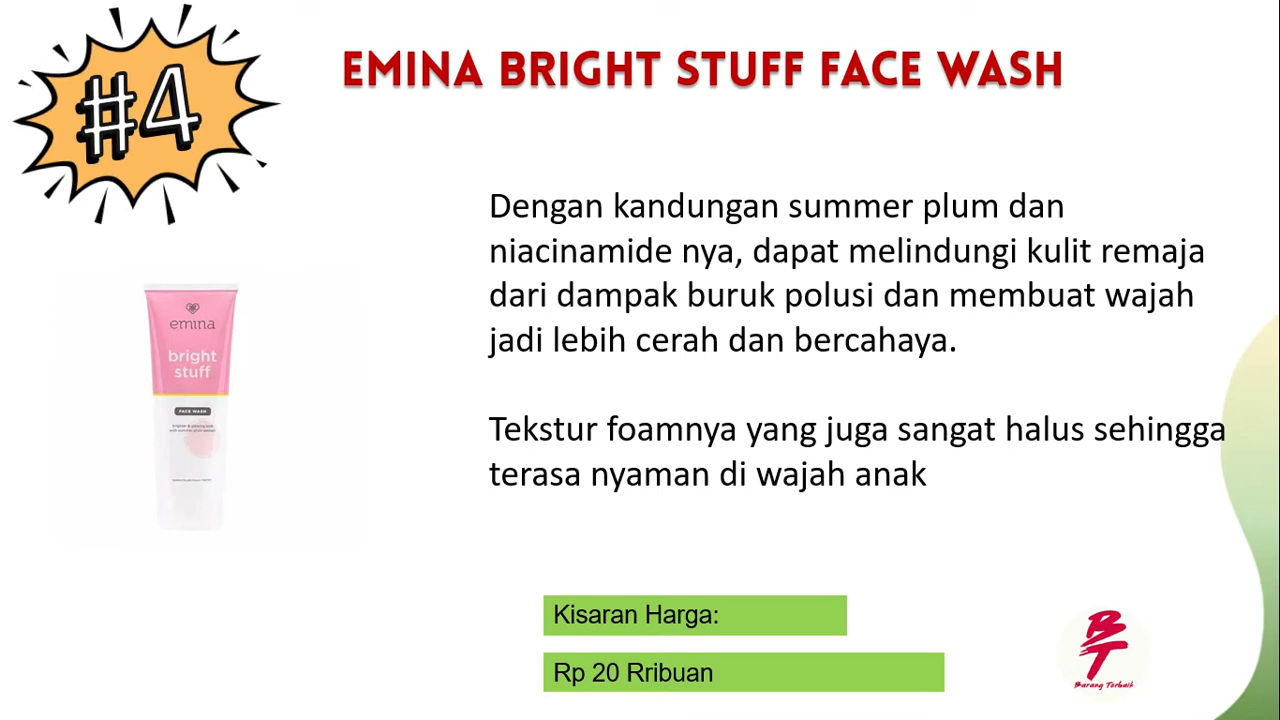 #4
EMINA BRIGHT STUFF FACE WASH
Dengan kandungan summer plum dan
niacinamide nya, dapat melindungi kulit remaja
dari dampak buruk polusi dan membuat wajah
jadi lebih cerah dan bercahaya.
Tekstur foamnya yang juga sangat halus sehingga
terasa nyaman di wajah anak
emina
bright
stuff
FACE WASH
Kisaran Harga:
Rp 20 Rribuan
BT
Barang Terbaik